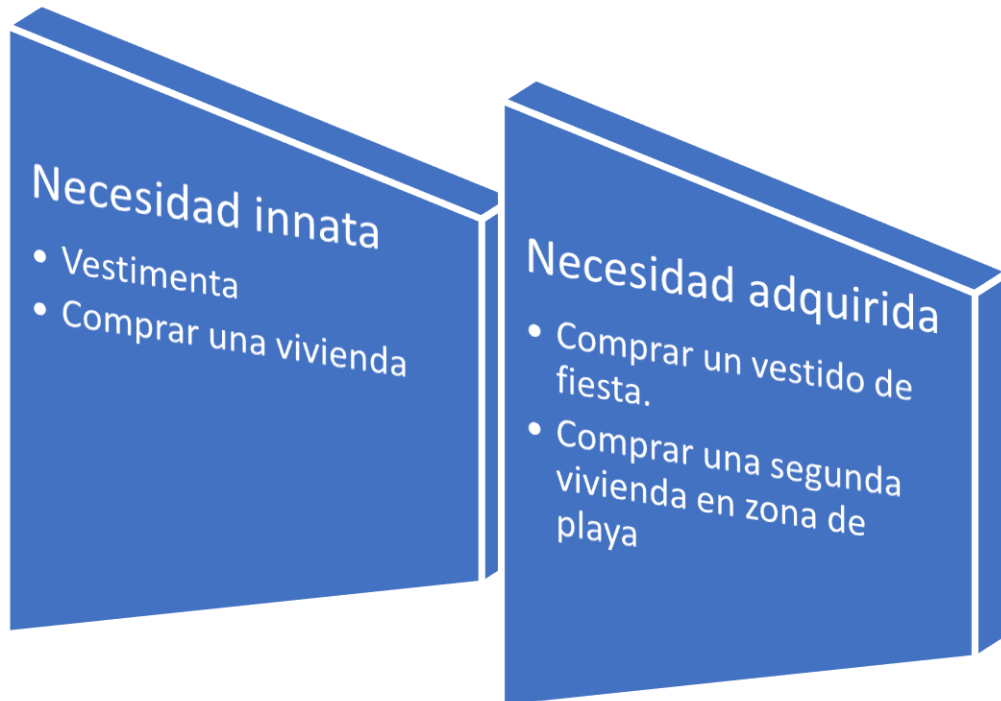 Necesidad innata
• Vestimenta
• Comprar una vivienda
Necesidad adquirida
• Comprar un vestido de
fiesta.
• Comprar una segunda
vivienda en zona de
playa